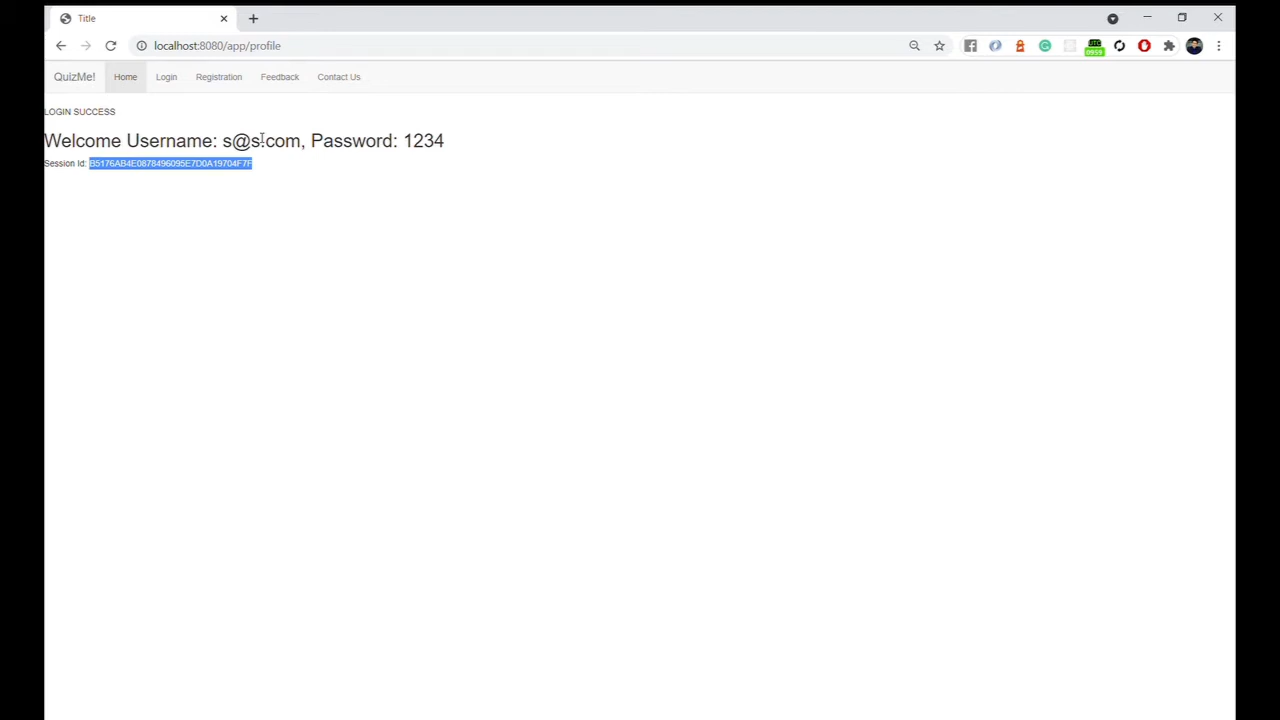 Title
localhost:8080/app/profile
QuizMe! Home Login Registration Feedback Contact Us
LOGIN SUCCESS
Welcome Username: s@s.com, Password: 1234
Session Id: B5176AB4E0878496095E7D0A19704F7F